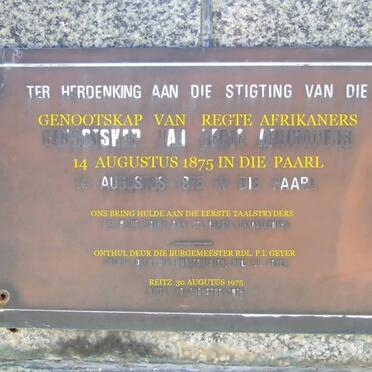 TER HERDENKING AAN DIE STIGTING VAN DIE
GENOOTSKAP VAN REGTE AFRIKANERS
14 AUGUSTUS 1875 IN DIE PAARL
ONS BRING HULDE AAN DIE EERSTE TAALSTRYDERS
ONTHUL DEUR DIE BURGEMEESTER RDL. P.I. GEYER
REITZ 30 AUGUTUS 1975